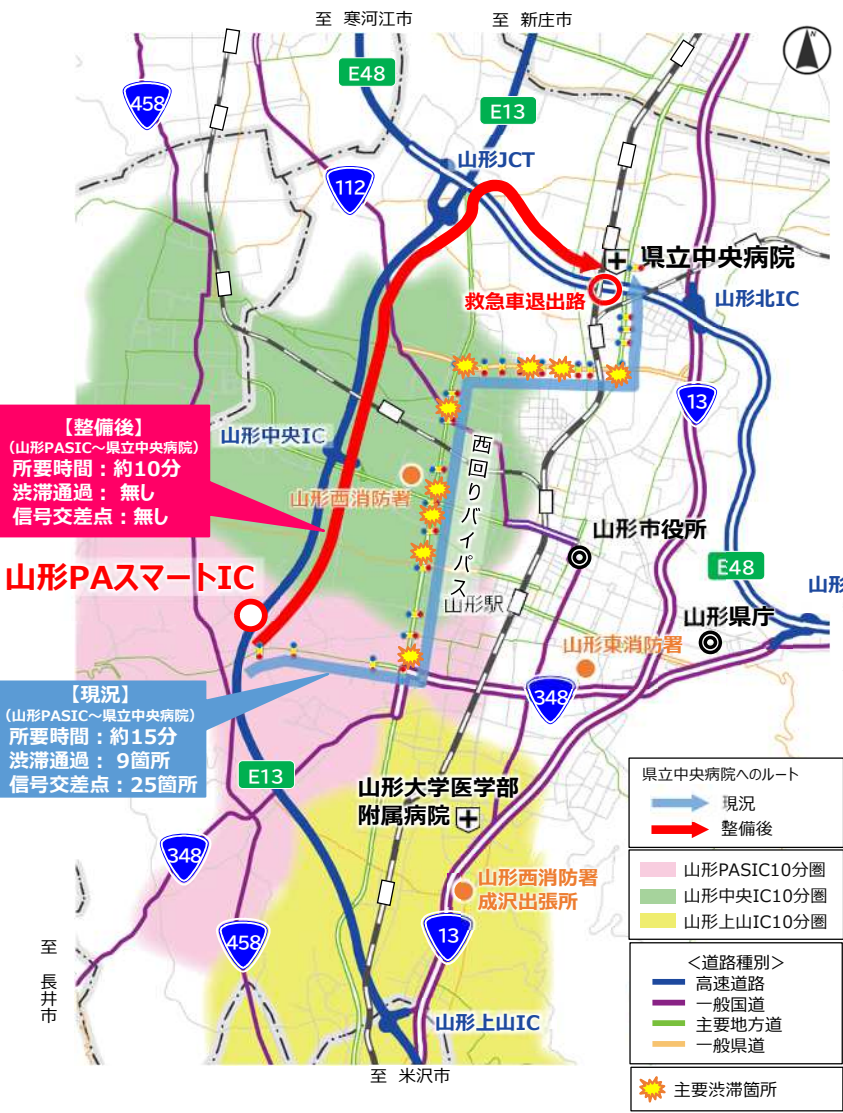 至 寒河江市
至 新庄市
N
E48
458
E13
山形JCT
112
県立中央病院
救急車退出路
山形北IC
13
【整備後】
(山形PASIC～県立中央病院)
所要時間：約10分
渋滞通過： 無し
信号交差点：無し
山形中央IC
山形西消防署
西回りバイパス
山形市役所
E48
山形PAスマートIC
山形駅
山形
山形県庁
山形東消防署
【現況】
(山形PASIC～県立中央病院)
所要時間：約15分
渋滞通過： 9箇所
信号交差点：25箇所
348
E13
山形大学医学部
附属病院
348
山形西消防署
成沢出張所
458
13
至 長井市
山形上山IC
至 米沢市
県立中央病院へのルート
現況
整備後
山形PASIC10分圏
山形中央IC10分圏
山形上山IC10分圏
＜道路種別＞
高速道路
一般国道
主要地方道
一般県道
主要渋滞箇所